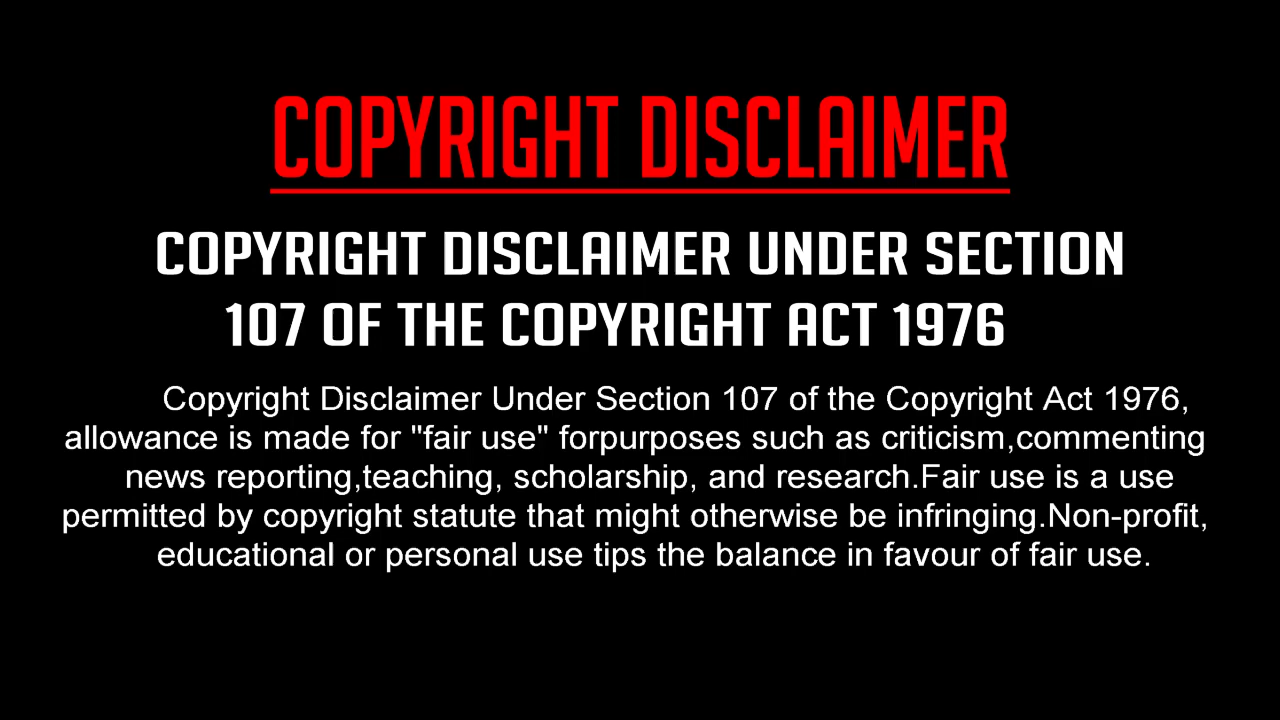 COPYRIGHT DISCLAIMER
COPYRIGHT DISCLAIMER UNDER SECTION
107 OF THE COPYRIGHT ACT 1976
Copyright Disclaimer Under Section 107 of the Copyright Act 1976,
allowance is made for "fair use" forpurposes such as criticism,commenting
news reporting,teaching, scholarship, and research.Fair use is a use
permitted by copyright statute that might otherwise be infringing.Non-profit,
educational or personal use tips the balance in favour of fair use.